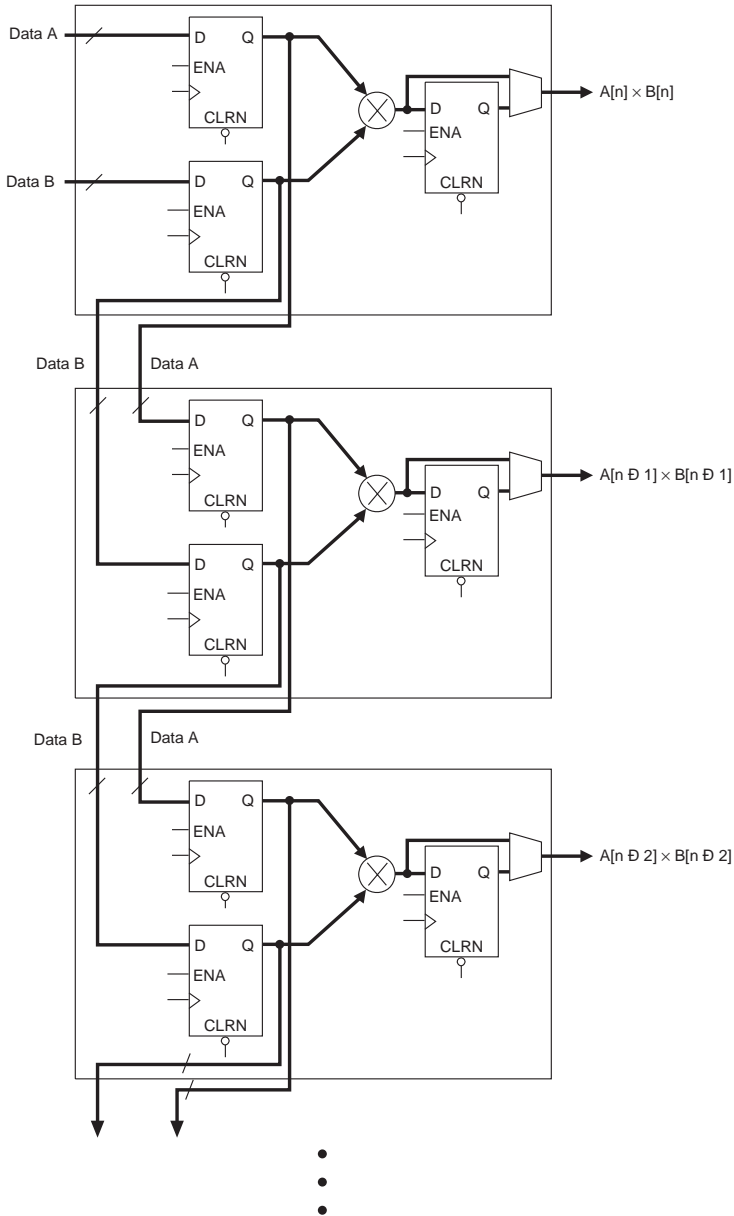 Data A
D Q
ENA
CLRN
D Q
ENA
CLRN
A[n] × B[n]
Data B
D Q
ENA
CLRN
Data B
Data A
D Q
ENA
CLRN
D Q
ENA
CLRN
A[n Ð 1] × B[n Ð 1]
D Q
ENA
CLRN
Data B
Data A
D Q
ENA
CLRN
D Q
ENA
CLRN
A[n Ð 2] × B[n Ð 2]
D Q
ENA
CLRN